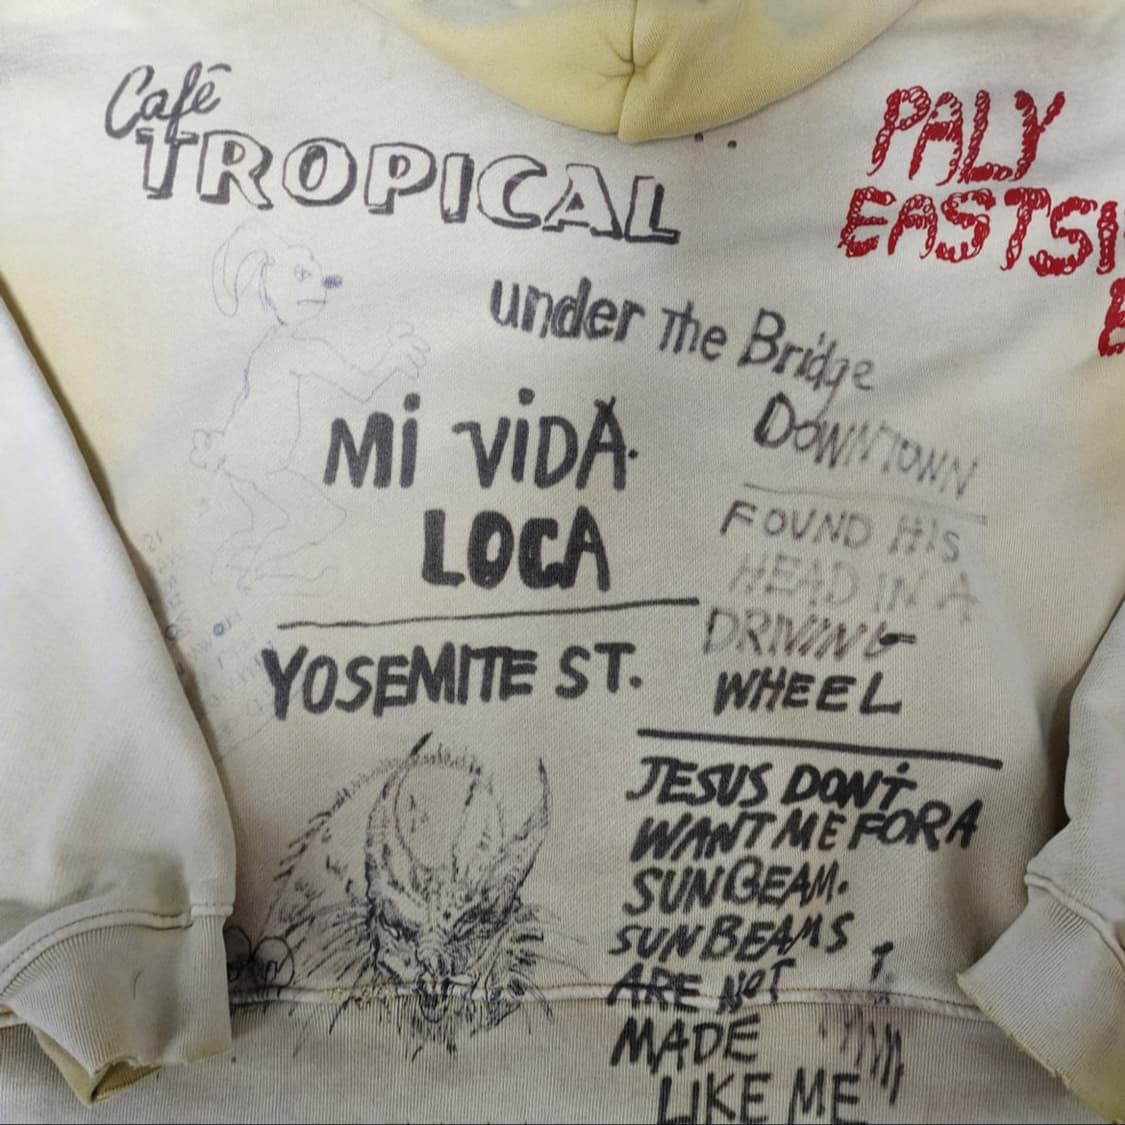 Café
TROPICAL
PALY
EASTSI
under The Bridge
DOWNTOWN
Mi ViDA
LOCA
FOUND HIS
HEAD IN A
DRIVING
WHEEL
YOSEMITE ST.
JESUS DON'T
WANT ME FOR A
SUNBEAM.
SUNBEAMS
ARE NOT
MADE
LIKE ME